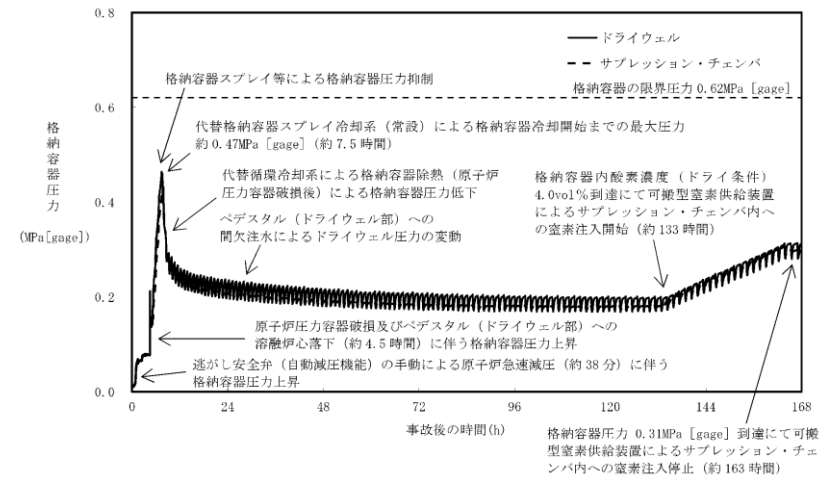 0.8
ドライウェル
サプレッション・チェンバ
格納容器の限界圧力 0.62MPa［gage］
格納容器スプレイ等による格納容器圧力抑制
0.6
代替格納容器スプレイ冷却系（常設）による格納容器冷却開始までの最大圧力
約 0.47MPa［gage］（約 7.5 時間）
格納容器圧力
(MPa[gage])
代替循環冷却系による格納容器除熱（原子炉
圧力容器破損後）による格納容器圧力低下
0.4
ペデスタル（ドライウェル部）への
間欠注水によるドライウェル圧力の変動
格納容器内酸素濃度（ドライ条件）
4.0vol％到達にて可搬型窒素供給装置
によるサプレッション・チェンバ内へ
の窒素注入開始（約 133 時間）
0.2
原子炉圧力容器破損及びペデスタル（ドライウェル部）への
溶融炉心落下（約 4.5 時間）に伴う格納容器圧力上昇
逃がし安全弁（自動減圧機能）の手動による原子炉急速減圧（約 38 分）に伴う
格納容器圧力上昇
0.0
0 24 48 72 96 120 144 168
事故後の時間(h)
格納容器圧力 0.31MPa［gage］到達にて可搬
型窒素供給装置によるサプレッション・チェ
ンバ内への窒素注入停止（約 163 時間）